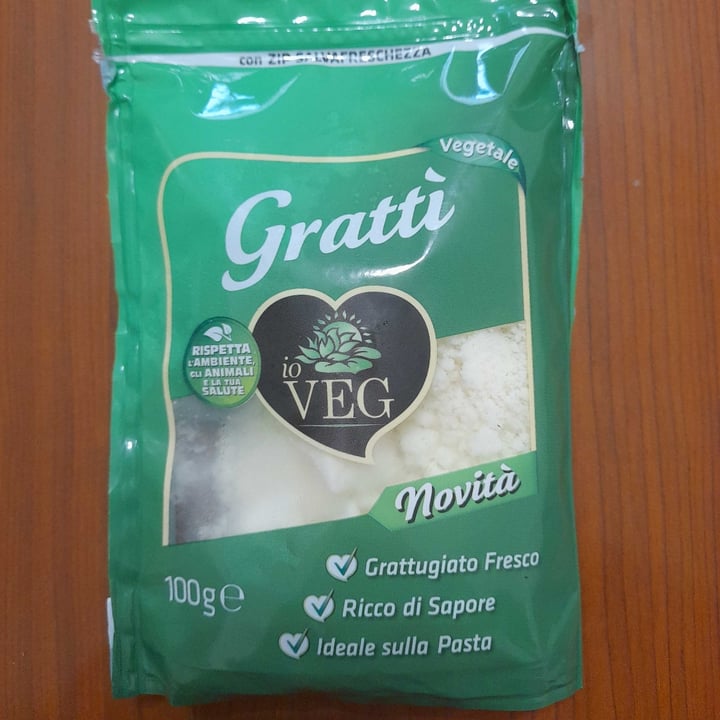 con ZIP SALVAFRESCHEZZA
Vegetale
Grattì
RISPETTA
L'AMBIENTE,
GLI ANIMALI
E LA TUA
SALUTE
io
VEG
Novità
100g℮
Grattugiato Fresco
Ricco di Sapore
Ideale sulla Pasta